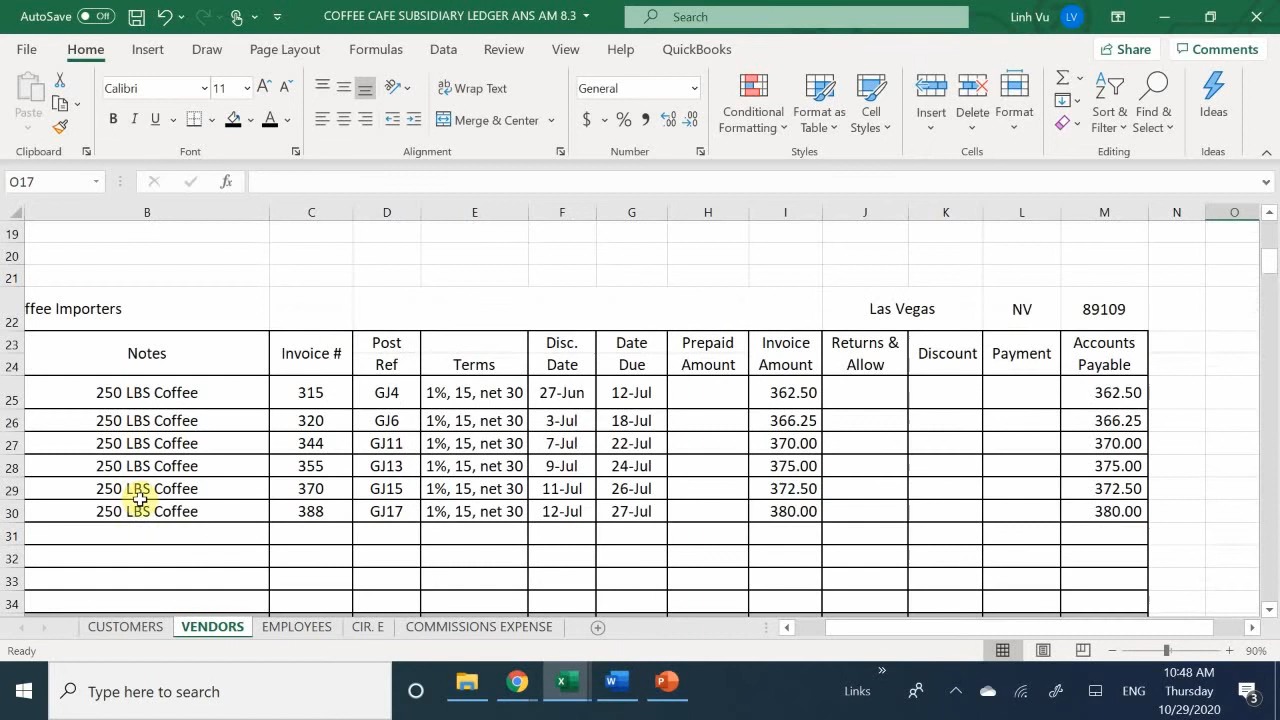 AutoSave Off
COFFEE CAFE SUBSIDIARY LEDGER ANS AM 8.3
Search
Linh Vu LV
File Home Insert Draw Page Layout Formulas Data Review View Help QuickBooks Share Comments
Paste
Calibri 11
B I U A
Wrap Text
Merge & Center
General
$ %
Conditional Formatting
Format as Table
Cell Styles
Insert Delete Format
Sort & Filter
Find & Select
Ideas
Clipboard Font Alignment Number Styles Cells Editing Ideas
O17 fx
B C D E F G H I J K L M N O
19
20
21
22 ffee Importers Las Vegas NV 89109
23 Notes Invoice # Post Disc. Date Prepaid Invoice Returns & Discount Payment Accounts
24 Ref Terms Date Due Amount Amount Allow Payable
25 250 LBS Coffee 315 GJ4 1%, 15, net 30 27-Jun 12-Jul 362.50 362.50
26 250 LBS Coffee 320 GJ6 1%, 15, net 30 3-Jul 18-Jul 366.25 366.25
27 250 LBS Coffee 344 GJ11 1%, 15, net 30 7-Jul 22-Jul 370.00 370.00
28 250 LBS Coffee 355 GJ13 1%, 15, net 30 9-Jul 24-Jul 375.00 375.00
29 250 LBS Coffee 370 GJ15 1%, 15, net 30 11-Jul 26-Jul 372.50 372.50
30 250 LBS Coffee 388 GJ17 1%, 15, net 30 12-Jul 27-Jul 380.00 380.00
31
32
33
34
CUSTOMERS VENDORS EMPLOYEES CIR. E COMMISSIONS EXPENSE
Ready 90%
Type here to search
Links
ENG
10:48 AM
Thursday
10/29/2020
3